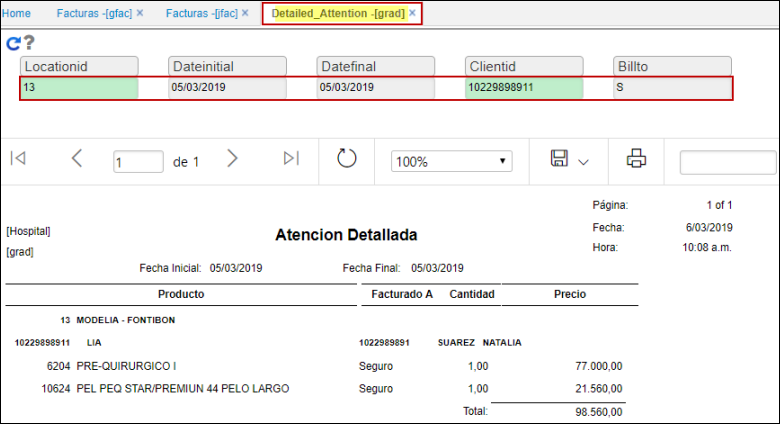 Home Facturas -[gfac] × Facturas -[jfac] × Detailed_Attention -[grad] ×
?
Locationid Dateinitial Datefinal Clientid Billto
13 05/03/2019 05/03/2019 10229898911 S
1 de 1 100%
Página: 1 of 1
[Hospital] Atencion Detallada Fecha: 6/03/2019
[grad] Hora: 10:08 a.m.
Fecha Inicial: 05/03/2019 Fecha Final: 05/03/2019
Producto Facturado A Cantidad Precio
13 MODELIA - FONTIBON
10229898911 LIA 1022989891 SUAREZ NATALIA
6204 PRE-QUIRURGICO I Seguro 1,00 77.000,00
10624 PEL PEQ STAR/PREMIUN 44 PELO LARGO Seguro 1,00 21.560,00
Total: 98.560,00